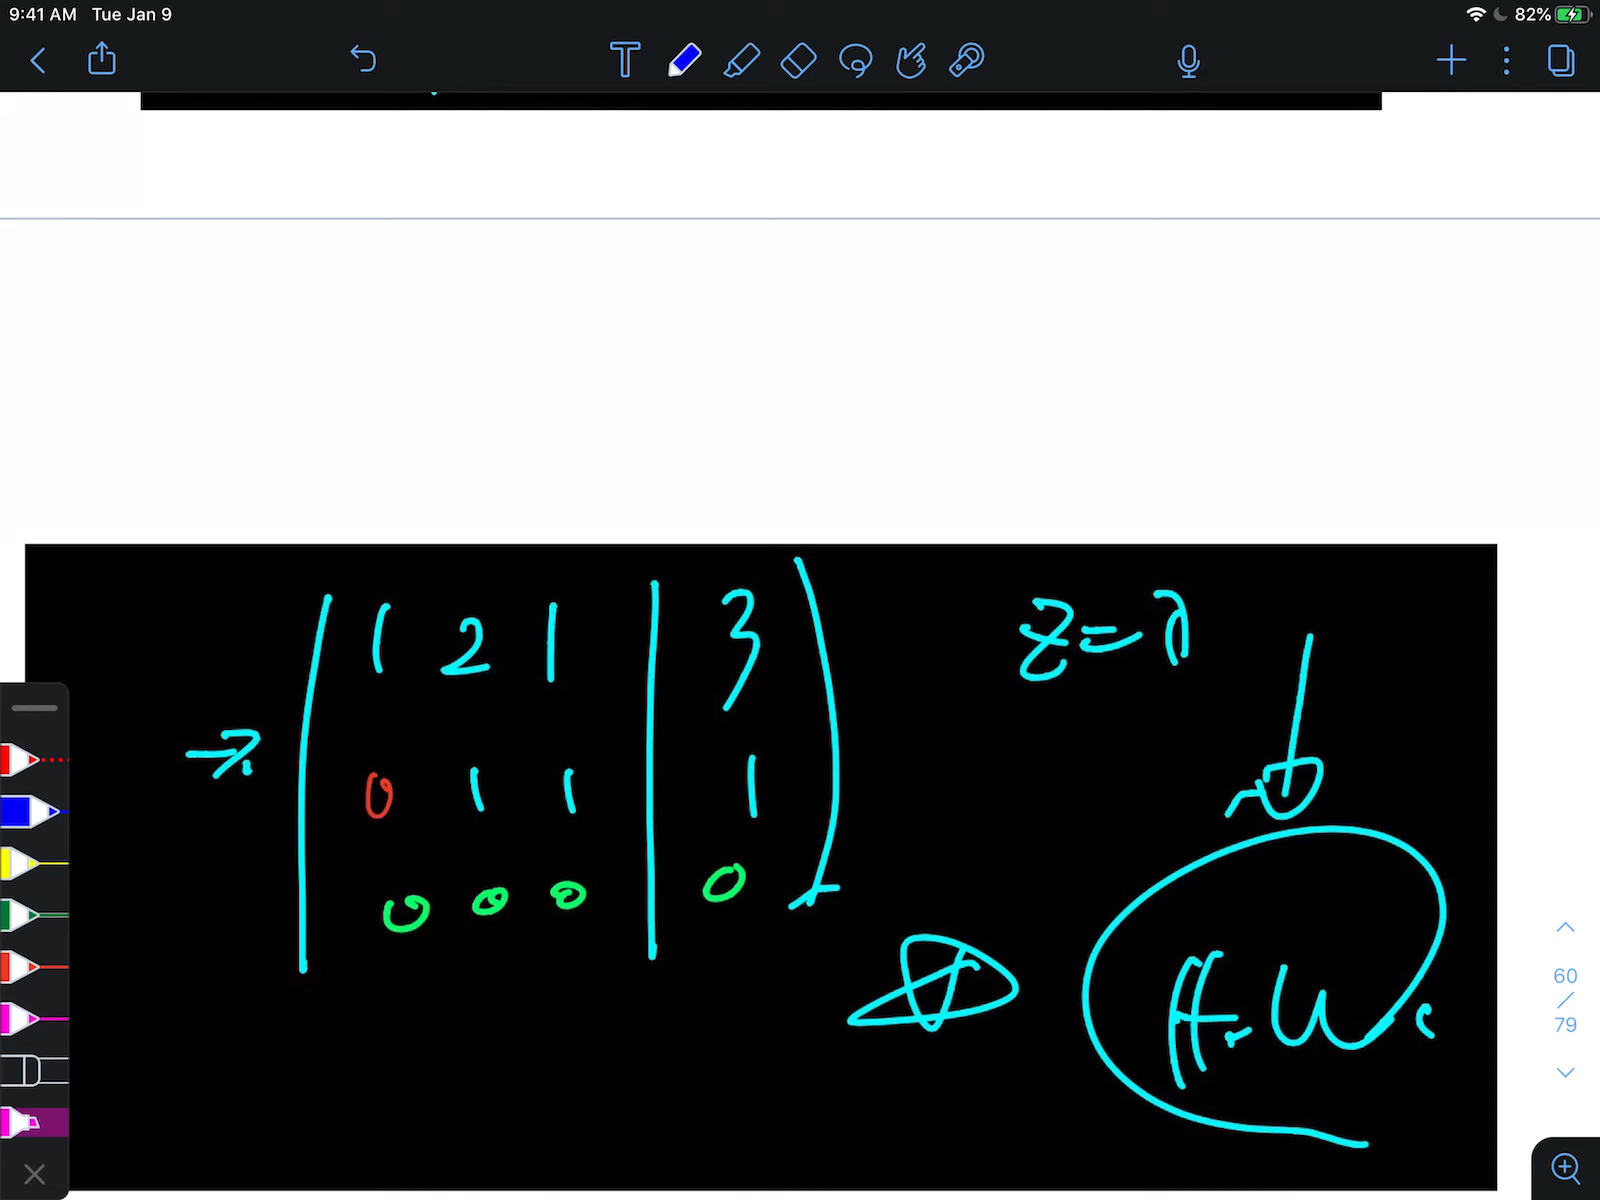 9:41 AM Tue Jan 9
82%
T
1 2 1 | 3
z = λ
→
0 1 1 | 1
0 0 0 | 0
H.W.
60
/
79